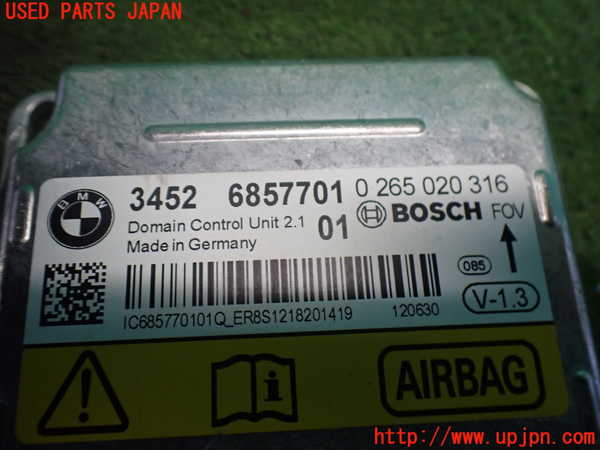 USED PARTS JAPAN
BMW
3452 6857701 0 265 020 316
Domain Control Unit 2.1 01 BOSCH FOV
Made in Germany
085
V-1.3
IC685770101Q_ER8S1218201419 120630
AIRBAG
http://www.upjpn.com/